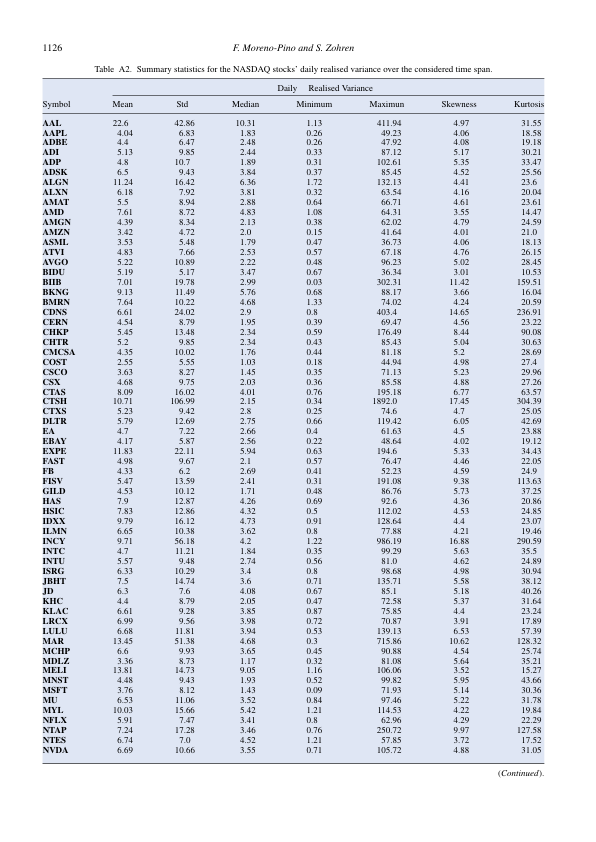 1126 F. Moreno-Pino and S. Zohren
Table A2. Summary statistics for the NASDAQ stocks' daily realised variance over the considered time span.
Daily Realised Variance
Symbol Mean Std Median Minimum Maximun Skewness Kurtosis
AAL 22.6 42.86 10.31 1.13 411.94 4.97 31.55
AAPL 4.04 6.83 1.83 0.26 49.23 4.06 18.58
ADBE 4.4 6.47 2.48 0.26 47.92 4.08 19.18
ADI 5.13 9.85 2.44 0.33 87.12 5.17 30.21
ADP 4.8 10.7 1.89 0.31 102.61 5.35 33.47
ADSK 6.5 9.43 3.84 0.37 85.45 4.52 25.56
ALGN 11.24 16.42 6.36 1.72 132.13 4.41 23.6
ALXN 6.18 7.92 3.81 0.32 63.54 4.16 20.04
AMAT 5.5 8.94 2.88 0.64 66.71 4.61 23.61
AMD 7.61 8.72 4.83 1.08 64.31 3.55 14.47
AMGN 4.39 8.34 2.13 0.38 62.02 4.79 24.59
AMZN 3.42 4.72 2.0 0.15 41.64 4.01 21.0
ASML 3.53 5.48 1.79 0.47 36.73 4.06 18.13
ATVI 4.83 7.66 2.53 0.57 67.18 4.76 26.15
AVGO 5.22 10.89 2.22 0.48 96.23 5.02 28.45
BIDU 5.19 5.17 3.47 0.67 36.34 3.01 10.53
BIIB 7.01 19.78 2.99 0.03 302.31 11.42 159.51
BKNG 9.13 11.49 5.76 0.68 88.17 3.66 16.04
BMRN 7.64 10.22 4.68 1.33 74.02 4.24 20.59
CDNS 6.61 24.02 2.9 0.8 403.4 14.65 236.91
CERN 4.54 8.79 1.95 0.39 69.47 4.56 23.22
CHKP 5.45 13.48 2.34 0.59 176.49 8.44 90.08
CHTR 5.2 9.85 2.34 0.43 85.43 5.04 30.63
CMCSA 4.35 10.02 1.76 0.44 81.18 5.2 28.69
COST 2.55 5.55 1.03 0.18 44.94 4.98 27.4
CSCO 3.63 8.27 1.45 0.35 71.13 5.23 29.96
CSX 4.68 9.75 2.03 0.36 85.58 4.88 27.26
CTAS 8.09 16.02 4.01 0.76 195.18 6.77 63.57
CTSH 10.71 106.99 2.15 0.34 1892.0 17.45 304.39
CTXS 5.23 9.42 2.8 0.25 74.6 4.7 25.05
DLTR 5.79 12.69 2.75 0.66 119.42 6.05 42.69
EA 4.7 7.22 2.66 0.4 61.63 4.5 23.88
EBAY 4.17 5.87 2.56 0.22 48.64 4.02 19.12
EXPE 11.83 22.11 5.94 0.63 194.6 5.33 34.43
FAST 4.98 9.67 2.1 0.57 76.47 4.46 22.05
FB 4.33 6.2 2.69 0.41 52.23 4.59 24.9
FISV 5.47 13.59 2.41 0.31 191.08 9.38 113.63
GILD 4.53 10.12 1.71 0.48 86.76 5.73 37.25
HAS 7.9 12.87 4.26 0.69 92.6 4.36 20.86
HSIC 7.83 12.86 4.32 0.5 112.02 4.53 24.85
IDXX 9.79 16.12 4.73 0.91 128.64 4.4 23.07
ILMN 6.65 10.38 3.62 0.8 77.88 4.21 19.46
INCY 9.71 56.18 4.2 1.22 986.19 16.88 290.59
INTC 4.7 11.21 1.84 0.35 99.29 5.63 35.5
INTU 5.57 9.48 2.74 0.56 81.0 4.62 24.89
ISRG 6.33 10.29 3.4 0.8 98.68 4.98 30.94
JBHT 7.5 14.74 3.6 0.71 135.71 5.58 38.12
JD 6.3 7.6 4.08 0.67 85.1 5.18 40.26
KHC 4.4 8.79 2.05 0.47 72.58 5.37 31.64
KLAC 6.61 9.28 3.85 0.87 75.85 4.4 23.24
LRCX 6.99 9.56 3.98 0.72 70.87 3.91 17.89
LULU 6.68 11.81 3.94 0.53 139.13 6.53 57.39
MAR 13.45 51.38 4.68 0.3 715.86 10.62 128.32
MCHP 6.6 9.93 3.65 0.45 90.88 4.54 25.74
MDLZ 3.36 8.73 1.17 0.32 81.08 5.64 35.21
MELI 13.81 14.73 9.05 1.16 106.06 3.52 15.27
MNST 4.48 9.43 1.93 0.52 99.82 5.95 43.66
MSFT 3.76 8.12 1.43 0.09 71.93 5.14 30.36
MU 6.53 11.06 3.52 0.84 97.46 5.22 31.78
MYL 10.03 15.66 5.42 1.21 114.53 4.22 19.84
NFLX 5.91 7.47 3.41 0.8 62.96 4.29 22.29
NTAP 7.24 17.28 3.46 0.76 250.72 9.97 127.58
NTES 6.74 7.0 4.52 1.21 57.85 3.72 17.52
NVDA 6.69 10.66 3.55 0.71 105.72 4.88 31.05
(Continued).